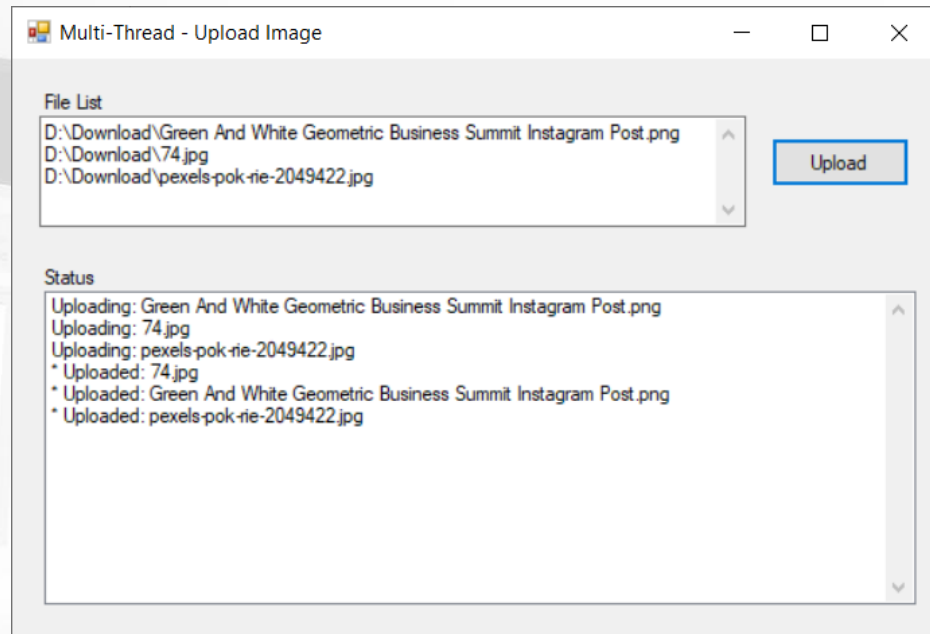 Multi-Thread - Upload Image
File List
D:\Download\Green And White Geometric Business Summit Instagram Post.png
D:\Download\74.jpg
D:\Download\pexels-pok-rie-2049422.jpg
Upload
Status
Uploading: Green And White Geometric Business Summit Instagram Post.png
Uploading: 74.jpg
Uploading: pexels-pok-rie-2049422.jpg
* Uploaded: 74.jpg
* Uploaded: Green And White Geometric Business Summit Instagram Post.png
* Uploaded: pexels-pok-rie-2049422.jpg